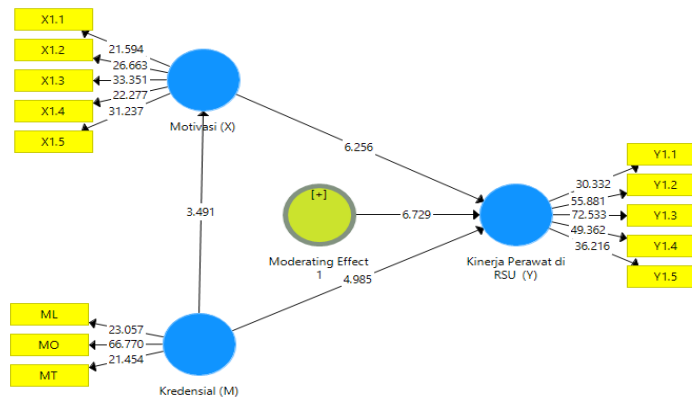 X1.1
X1.2
X1.3
X1.4
X1.5
21.594
26.663
33.351
22.277
31.237
Motivasi (X)
6.256
3.491
[+]
6.729
Moderating Effect
1
4.985
Kinerja Perawat di
RSU (Y)
30.332
55.881
72.533
49.362
36.216
Y1.1
Y1.2
Y1.3
Y1.4
Y1.5
ML
MO
MT
23.057
66.770
21.454
Kredensial (M)